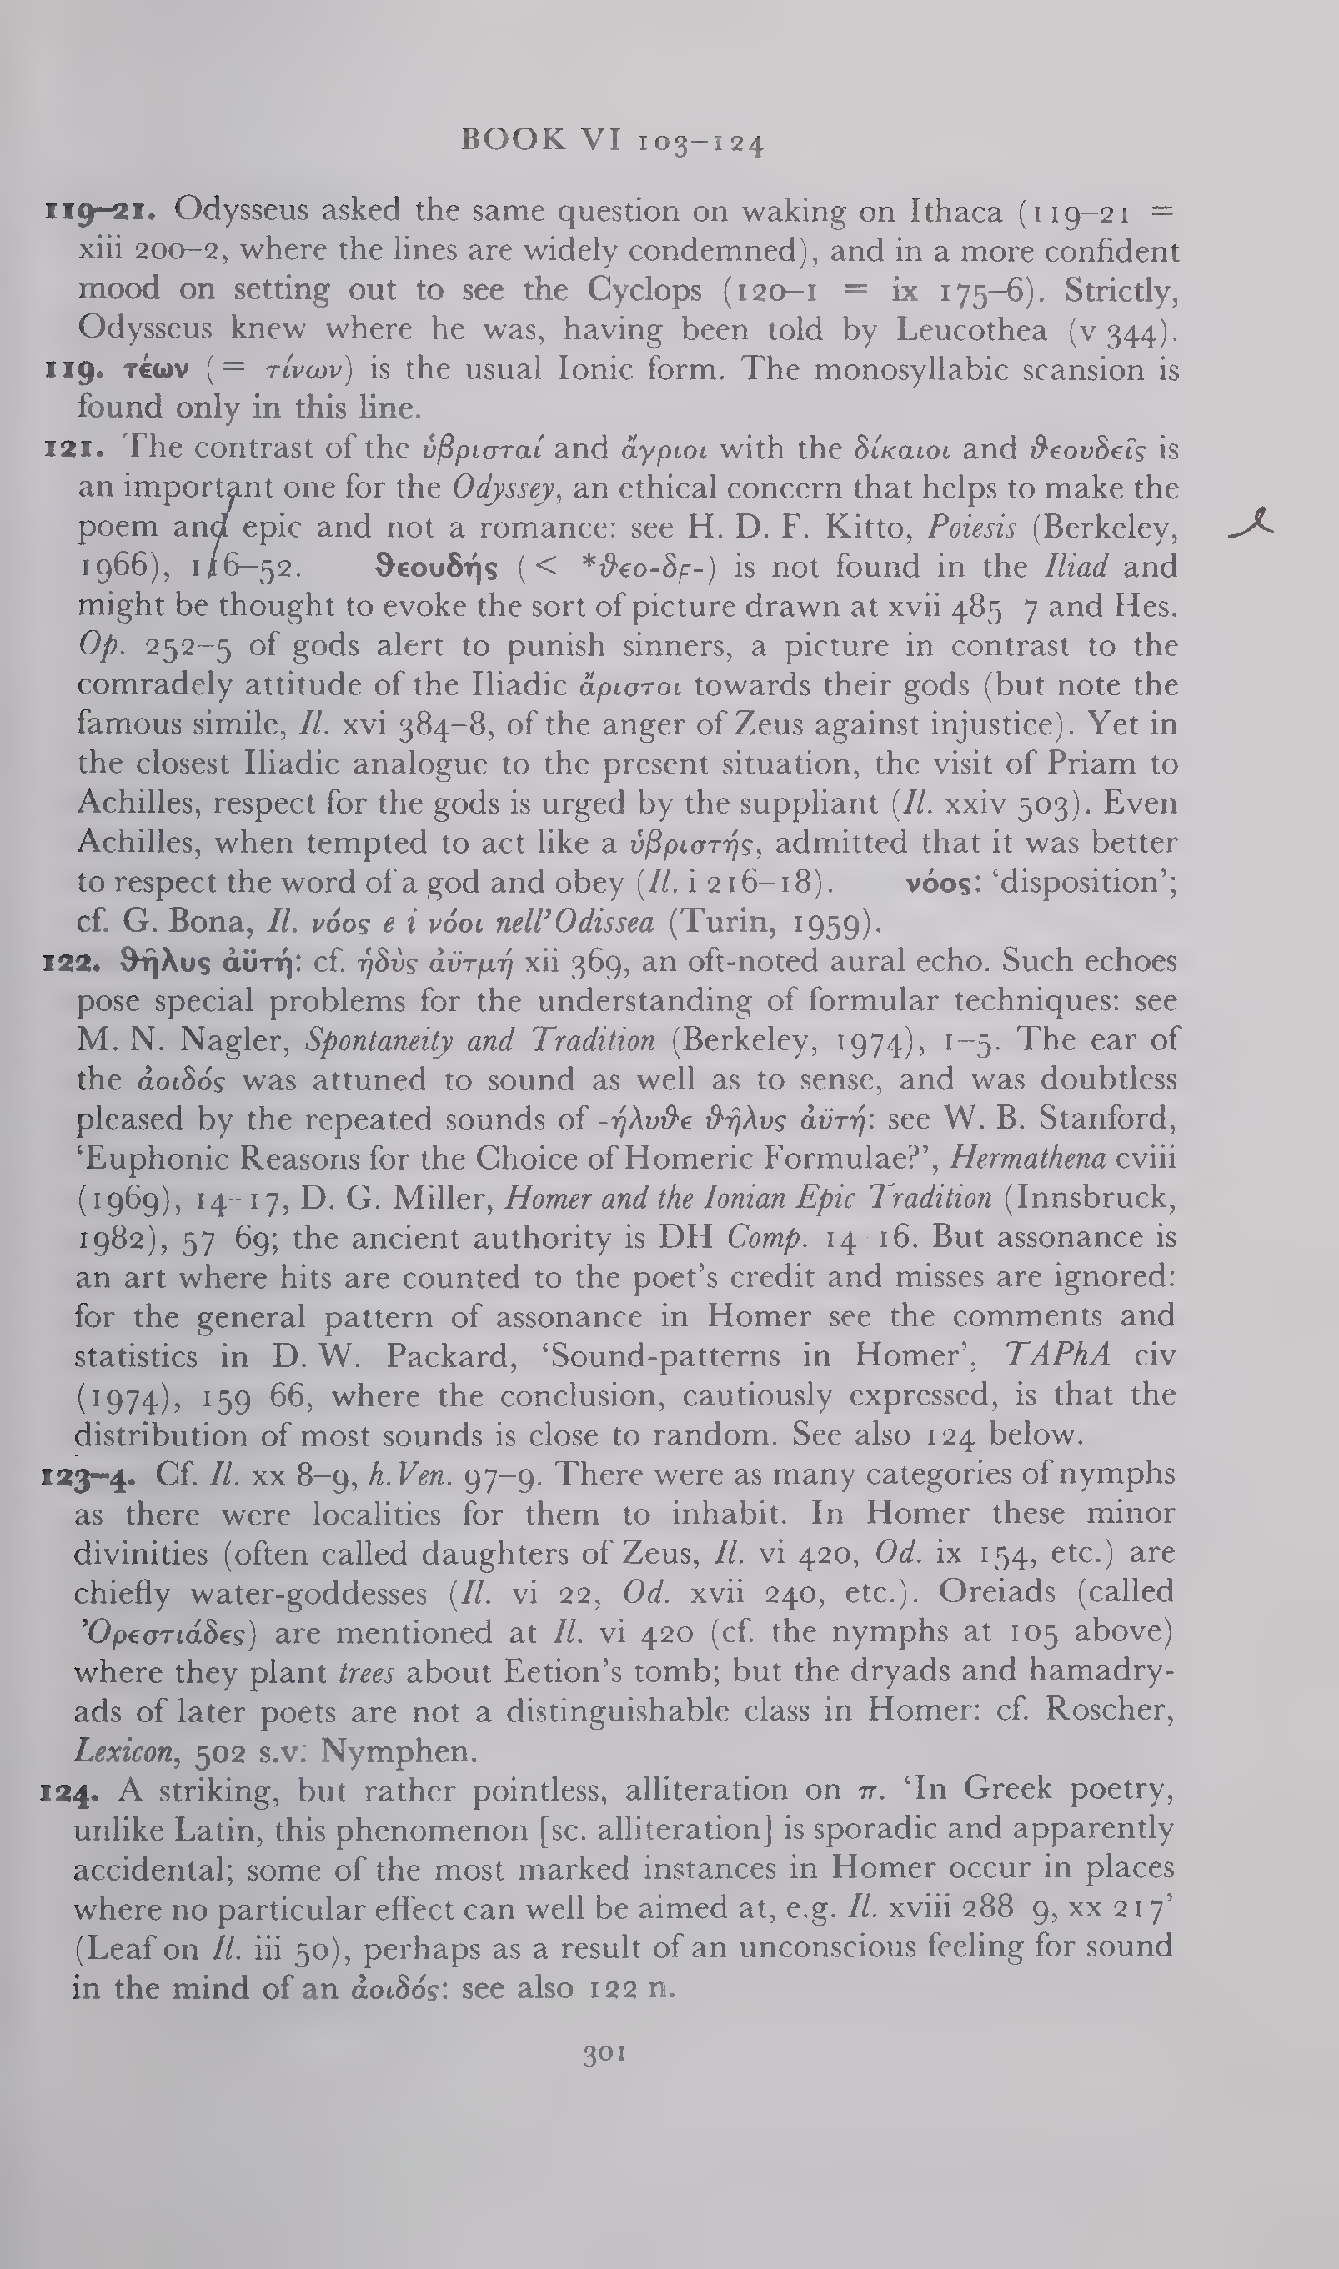 BOOK VI 103–124
119–21. Odysseus asked the same question on waking on Ithaca (119–21 =
xiii 200–2, where the lines are widely condemned), and in a more confident
mood on setting out to see the Cyclops (120–1 = ix 175–6). Strictly,
Odysseus knew where he was, having been told by Leucothea (v 344).
119. τέων (= τίνων) is the usual Ionic form. The monosyllabic scansion is
found only in this line.
121. The contrast of the ὑβρισταί and ἄγριοι with the δίκαιοι and θεουδεῖς is
an important one for the Odyssey, an ethical concern that helps to make the
poem and epic and not a romance: see H. D. F. Kitto, Poiesis (Berkeley,
1966), 116–52. θεουδής (< *θεο-δϝ-) is not found in the Iliad and
might be thought to evoke the sort of picture drawn at xvii 485 7 and Hes.
Op. 252–5 of gods alert to punish sinners, a picture in contrast to the
comradely attitude of the Iliadic ἄριστοι towards their gods (but note the
famous simile, Il. xvi 384–8, of the anger of Zeus against injustice). Yet in
the closest Iliadic analogue to the present situation, the visit of Priam to
Achilles, respect for the gods is urged by the suppliant (Il. xxiv 503). Even
Achilles, when tempted to act like a ὑβριστής, admitted that it was better
to respect the word of a god and obey (Il. i 216–18). νόος: ‘disposition’;
cf. G. Bona, Il. νόος e i νόοι nell’Odissea (Turin, 1959).
122. θῆλυς ἀϋτή: cf. ἡδὺς ἀϋτμή xii 369, an oft-noted aural echo. Such echoes
pose special problems for the understanding of formular techniques: see
M. N. Nagler, Spontaneity and Tradition (Berkeley, 1974), 1–5. The ear of
the ἀοιδός was attuned to sound as well as to sense, and was doubtless
pleased by the repeated sounds of -ήλυθε θῆλυς ἀϋτή: see W. B. Stanford,
‘Euphonic Reasons for the Choice of Homeric Formulae?’, Hermathena cviii
(1969), 14–17, D. G. Miller, Homer and the Ionian Epic Tradition (Innsbruck,
1982), 57 69; the ancient authority is DH Comp. 14 16. But assonance is
an art where hits are counted to the poet’s credit and misses are ignored:
for the general pattern of assonance in Homer see the comments and
statistics in D. W. Packard, ‘Sound-patterns in Homer’, TAPhA civ
(1974), 159 66, where the conclusion, cautiously expressed, is that the
distribution of most sounds is close to random. See also 124 below.
123–4. Cf. Il. xx 8–9, h. Ven. 97–9. There were as many categories of nymphs
as there were localities for them to inhabit. In Homer these minor
divinities (often called daughters of Zeus, Il. vi 420, Od. ix 154, etc.) are
chiefly water-goddesses (Il. vi 22, Od. xvii 240, etc.). Oreiads (called
Ὀρεστιάδες) are mentioned at Il. vi 420 (cf. the nymphs at 105 above)
where they plant trees about Eetion’s tomb; but the dryads and hamadry-
ads of later poets are not a distinguishable class in Homer: cf. Roscher,
Lexicon, 502 s.v. Nymphen.
124. A striking, but rather pointless, alliteration on π. ‘In Greek poetry,
unlike Latin, this phenomenon [sc. alliteration] is sporadic and apparently
accidental; some of the most marked instances in Homer occur in places
where no particular effect can well be aimed at, e.g. Il. xviii 288 9, xx 217’
(Leaf on Il. iii 50), perhaps as a result of an unconscious feeling for sound
in the mind of an ἀοιδός: see also 122 n.
301